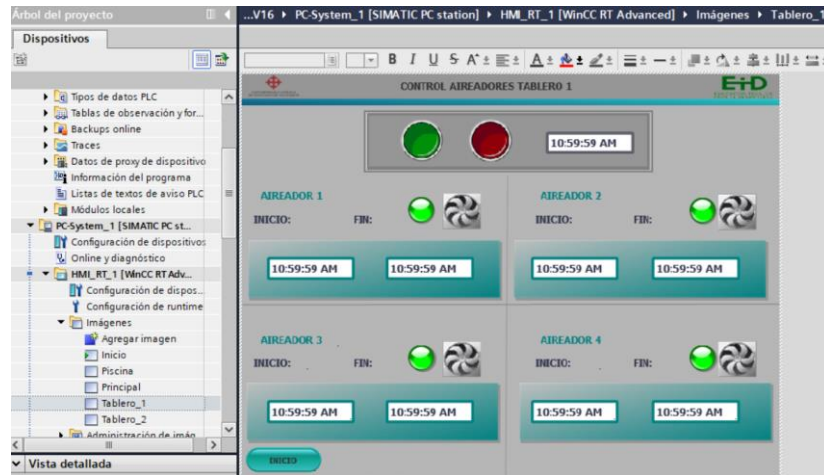 Árbol del proyecto
...V16 ▸ PC-System_1 [SIMATIC PC station] ▸ HMI_RT_1 [WinCC RT Advanced] ▸ Imágenes ▸ Tablero_1
Dispositivos
Tipos de datos PLC
Tablas de observación y for...
Backups online
Traces
Datos de proxy de dispositivo
Información del programa
Listas de textos de aviso PLC
Módulos locales
PC-System_1 [SIMATIC PC st...
Configuración de dispositivos
Online y diagnóstico
HMI_RT_1 [WinCC RT Adv...
Configuración de dispos...
Configuración de runtime
Imágenes
Agregar imagen
Inicio
Piscina
Principal
Tablero_1
Tablero_2
Administración de imág...
Vista detallada
B I U S A A
CONTROL AIREADORES TABLERO 1
EiD
10:59:59 AM
AIREADOR 1
INICIO: FIN:
10:59:59 AM 10:59:59 AM
AIREADOR 2
INICIO: FIN:
10:59:59 AM 10:59:59 AM
AIREADOR 3
INICIO: FIN:
10:59:59 AM 10:59:59 AM
AIREADOR 4
INICIO: FIN:
10:59:59 AM 10:59:59 AM
INICIO